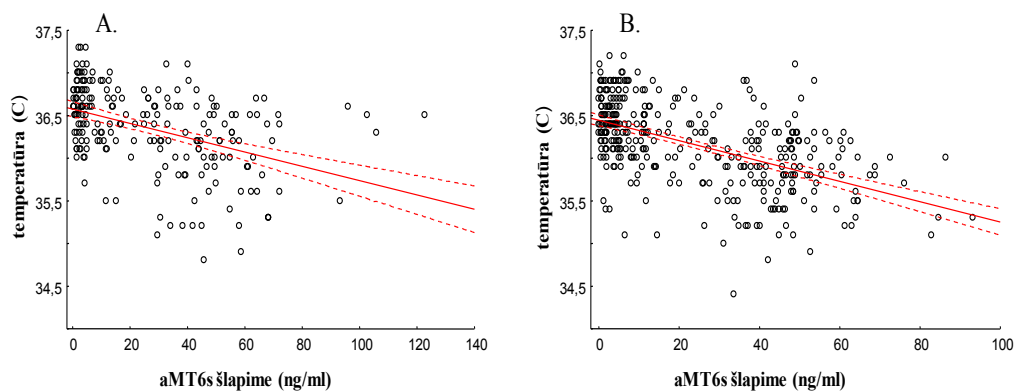 A.
37,5
36,5
35,5
34,5
temperatūra (C)
0 20 40 60 80 100 120 140
aMT6s šlapime (ng/ml)
B.
37,5
36,5
35,5
34,5
temperatūra (C)
0 20 40 60 80 100
aMT6s šlapime (ng/ml)